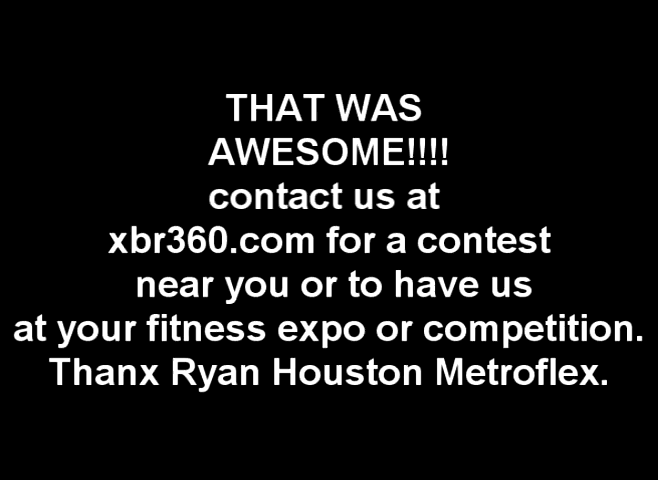 THAT WAS
AWESOME!!!!
contact us at
xbr360.com for a contest
near you or to have us
at your fitness expo or competition.
Thanx Ryan Houston Metroflex.